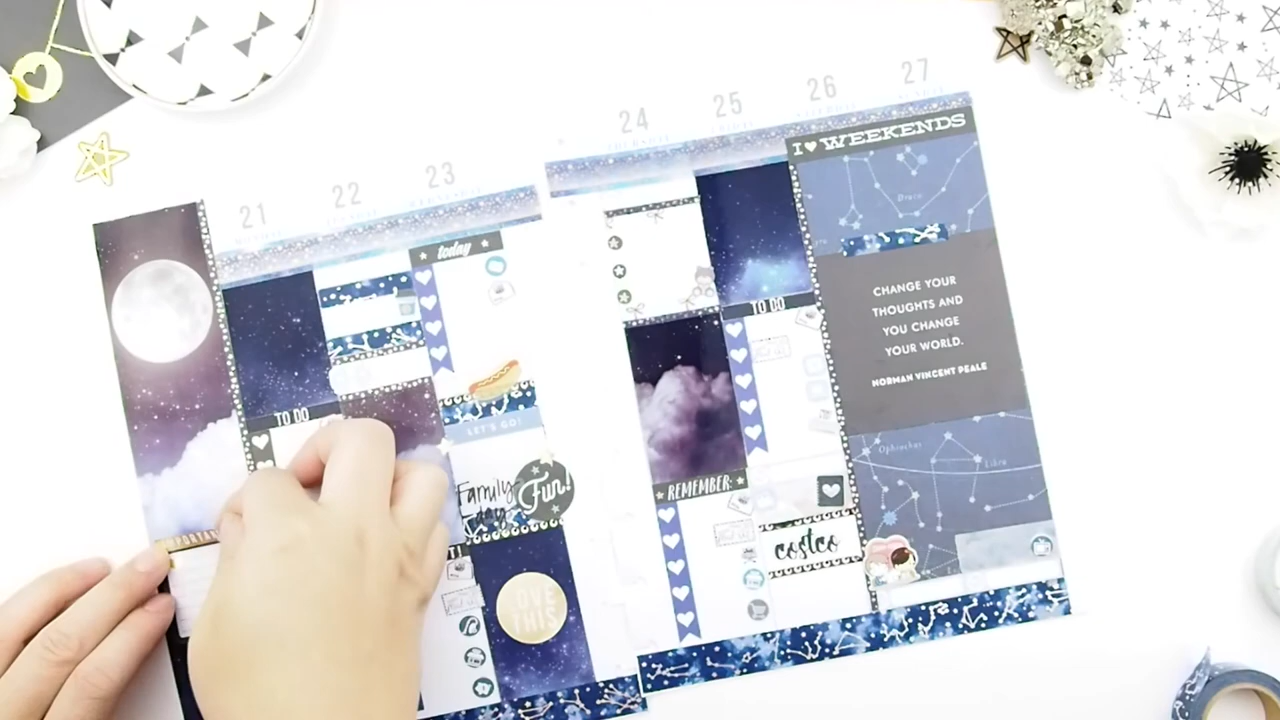 21
22
23
24
25
26
27
I ♥ WEEKENDS
today
TO DO
TO DO
LET'S GO!
Family
day
Fun!
LOVE
THIS
REMEMBER:
costco
Draco
CHANGE YOUR
THOUGHTS AND
YOU CHANGE
YOUR WORLD.
NORMAN VINCENT PEALE
Ophiuchus
Libra